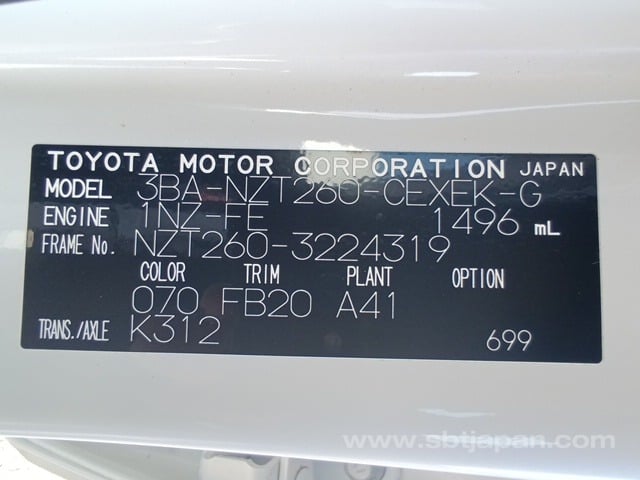 TOYOTA MOTOR CORPORATION JAPAN
MODEL 3BA-NZT260-CEXEK-G
ENGINE 1NZ-FE 1496 mL
FRAME No. NZT260-3224319
COLOR TRIM PLANT OPTION
070 FB20 A41
TRANS./AXLE K312
699
www.sbtjapan.com